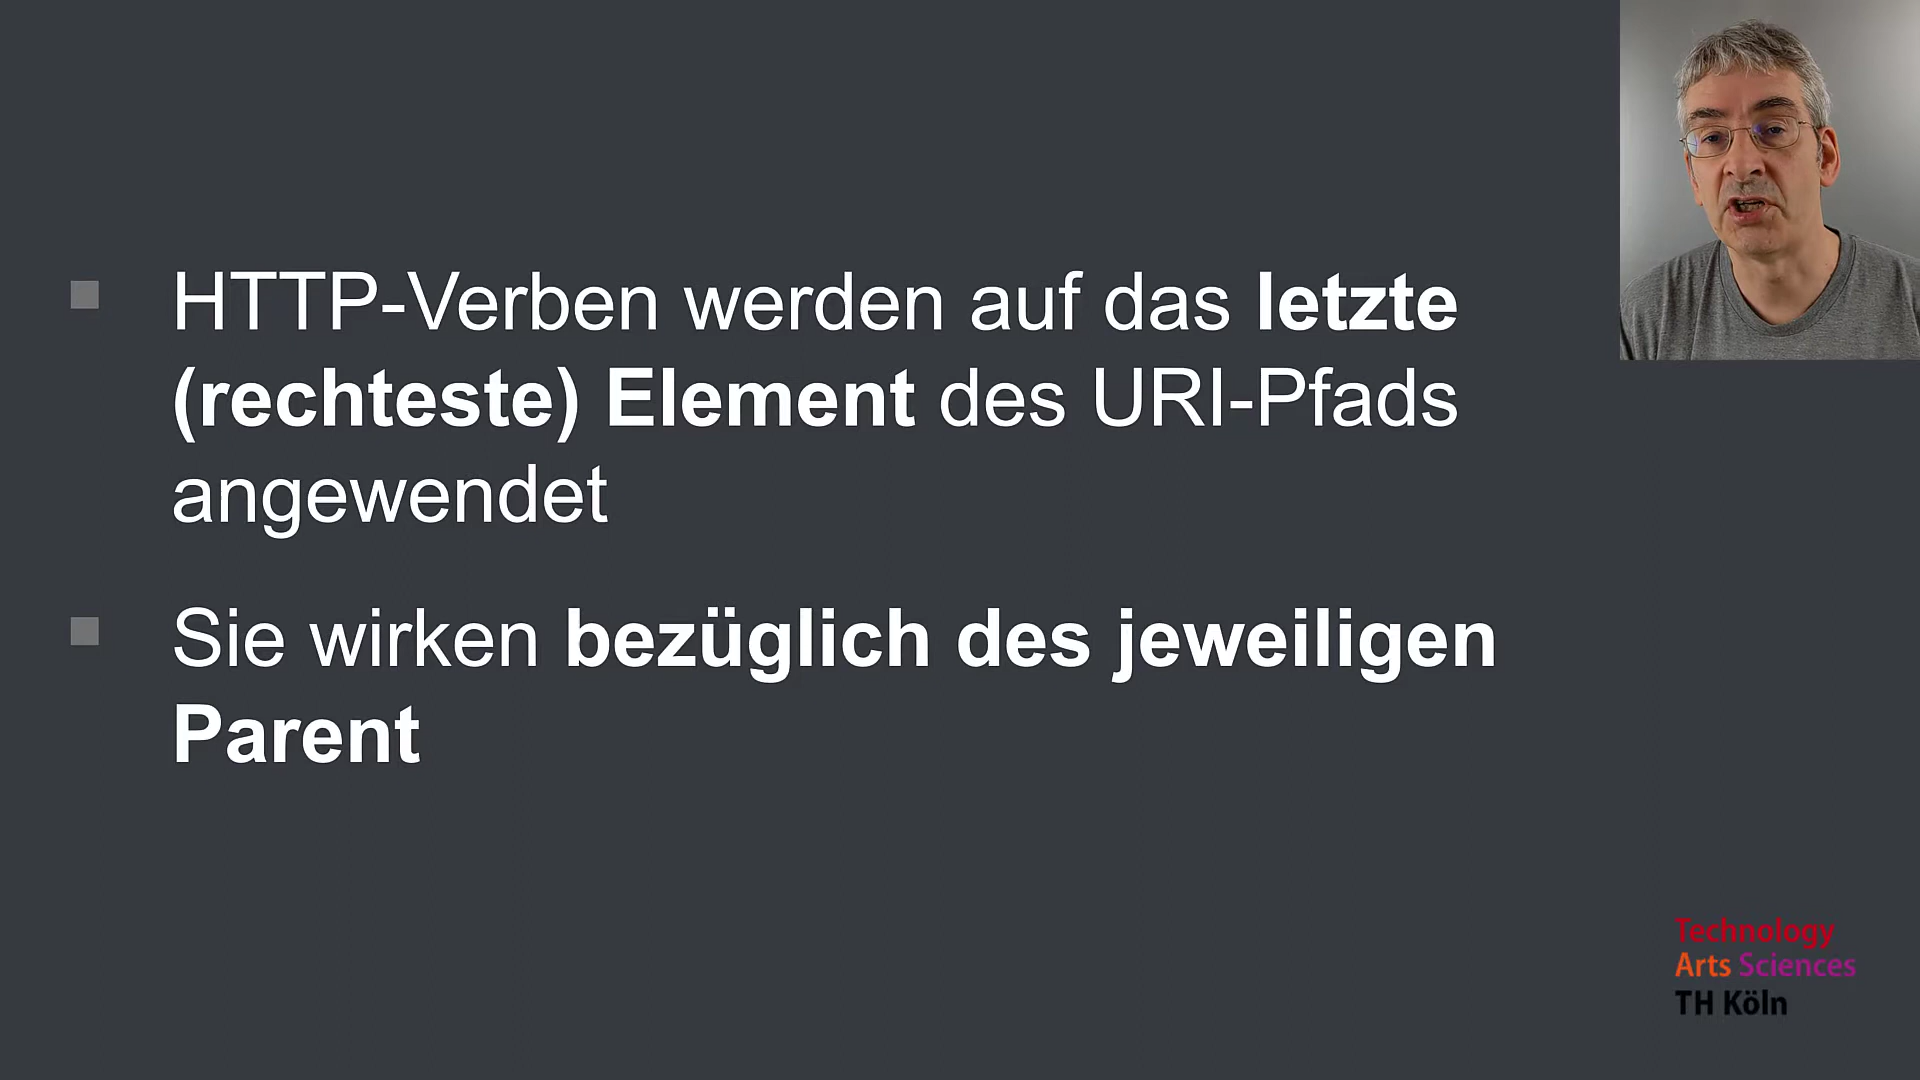 HTTP-Verben werden auf das letzte
(rechteste) Element des URI-Pfads
angewendet
Sie wirken bezüglich des jeweiligen
Parent
Technology
Arts Sciences
TH Köln